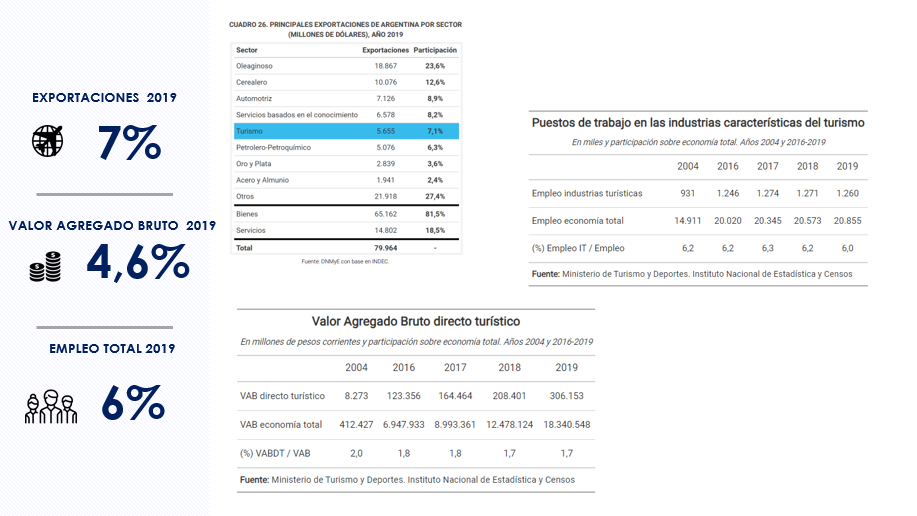 EXPORTACIONES 2019
7%
VALOR AGREGADO BRUTO 2019
4,6%
EMPLEO TOTAL 2019
6%
CUADRO 26. PRINCIPALES EXPORTACIONES DE ARGENTINA POR SECTOR
(MILLONES DE DÓLARES), AÑO 2019
Sector Exportaciones Participación
Oleaginoso 18.867 23,6%
Cerealero 10.076 12,6%
Automotriz 7.126 8,9%
Servicios basados en el conocimiento 6.578 8,2%
Turismo 5.655 7,1%
Petrolero-Petroquímico 5.076 6,3%
Oro y Plata 2.839 3,6%
Acero y Almunio 1.941 2,4%
Otros 21.918 27,4%
Bienes 65.162 81,5%
Servicios 14.802 18,5%
Total 79.964 -
Fuente: DNMyE con base en INDEC.
Puestos de trabajo en las industrias características del turismo
En miles y participación sobre economía total. Años 2004 y 2016-2019
2004 2016 2017 2018 2019
Empleo industrias turísticas 931 1.246 1.274 1.271 1.260
Empleo economía total 14.911 20.020 20.345 20.573 20.855
(%) Empleo IT / Empleo 6,2 6,2 6,3 6,2 6,0
Fuente: Ministerio de Turismo y Deportes. Instituto Nacional de Estadística y Censos
Valor Agregado Bruto directo turístico
En millones de pesos corrientes y participación sobre economía total. Años 2004 y 2016-2019
2004 2016 2017 2018 2019
VAB directo turístico 8.273 123.356 164.464 208.401 306.153
VAB economía total 412.427 6.947.933 8.993.361 12.478.124 18.340.548
(%) VABDT / VAB 2,0 1,8 1,8 1,7 1,7
Fuente: Ministerio de Turismo y Deportes. Instituto Nacional de Estadística y Censos